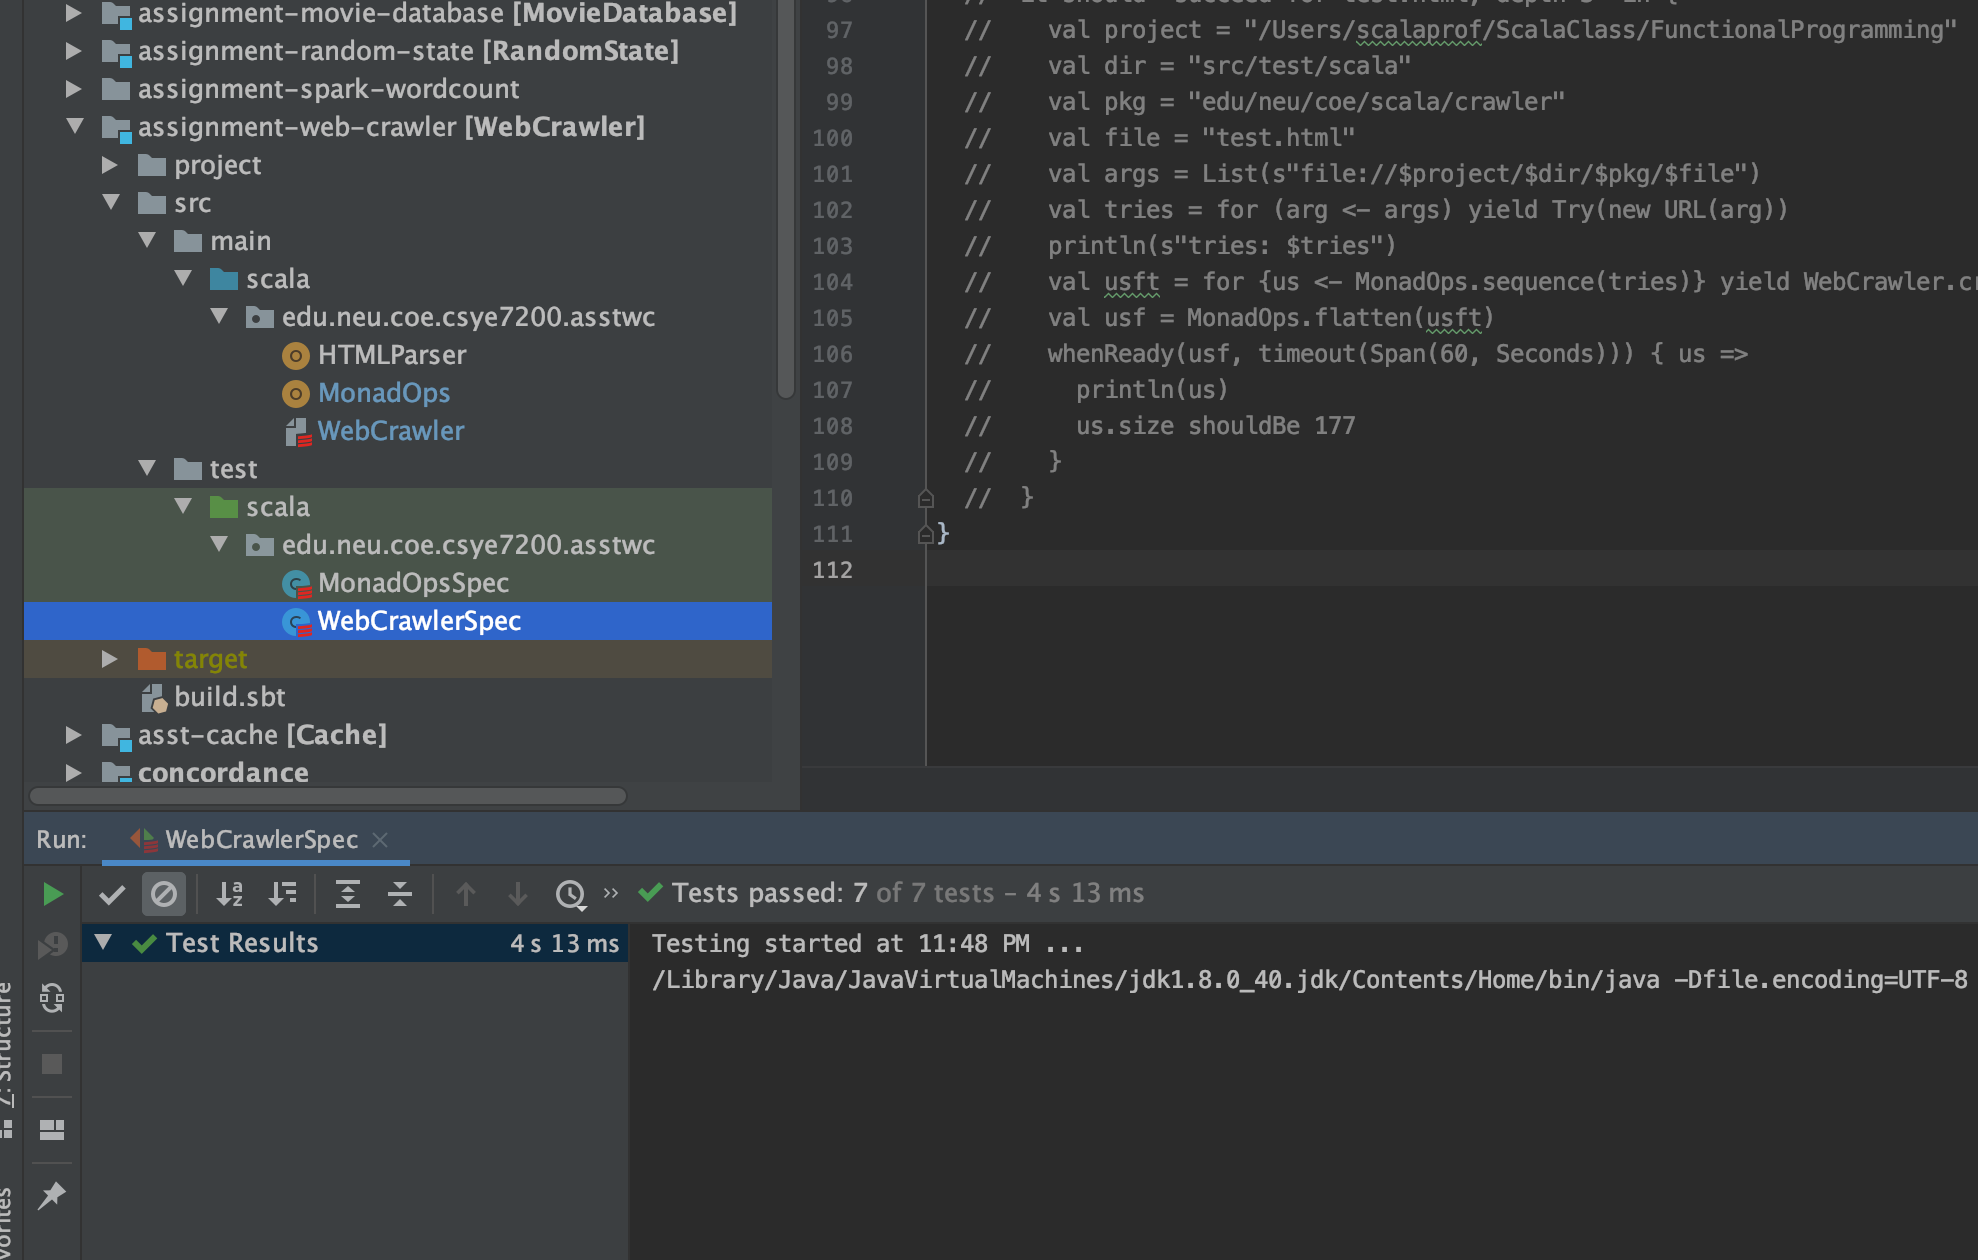 assignment-movie-database [MovieDatabase]
assignment-random-state [RandomState]
assignment-spark-wordcount
assignment-web-crawler [WebCrawler]
project
src
main
scala
edu.neu.coe.csye7200.asstwc
HTMLParser
MonadOps
WebCrawler
test
scala
edu.neu.coe.csye7200.asstwc
MonadOpsSpec
WebCrawlerSpec
target
build.sbt
asst-cache [Cache]
concordance
97 // val project = "/Users/scalaprof/ScalaClass/FunctionalProgramming"
98 // val dir = "src/test/scala"
99 // val pkg = "edu/neu/coe/scala/crawler"
100 // val file = "test.html"
101 // val args = List(s"file://$project/$dir/$pkg/$file")
102 // val tries = for (arg <- args) yield Try(new URL(arg))
103 // println(s"tries: $tries")
104 // val usft = for {us <- MonadOps.sequence(tries)} yield WebCrawler.c
105 // val usf = MonadOps.flatten(usft)
106 // whenReady(usf, timeout(Span(60, Seconds))) { us =>
107 // println(us)
108 // us.size shouldBe 177
109 // }
110 // }
111 }
112
Run: WebCrawlerSpec
Tests passed: 7 of 7 tests – 4 s 13 ms
Test Results 4 s 13 ms
Testing started at 11:48 PM ...
/Library/Java/JavaVirtualMachines/jdk1.8.0_40.jdk/Contents/Home/bin/java -Dfile.encoding=UTF-8
Z: Structure